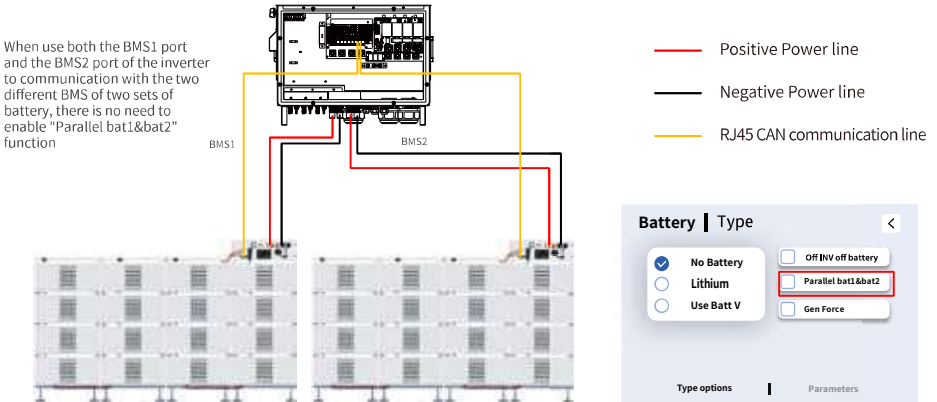 When use both the BMS1 port
and the BMS2 port of the inverter
to communication with the two
different BMS of two sets of
battery, there is no need to
enable "Parallel bat1&bat2"
function
BMS1
BMS2
Positive Power line
Negative Power line
RJ45 CAN communication line
Battery | Type
<
No Battery
Lithium
Use Batt V
Off INV off battery
Parallel bat1&bat2
Gen Force
Type options
Parameters